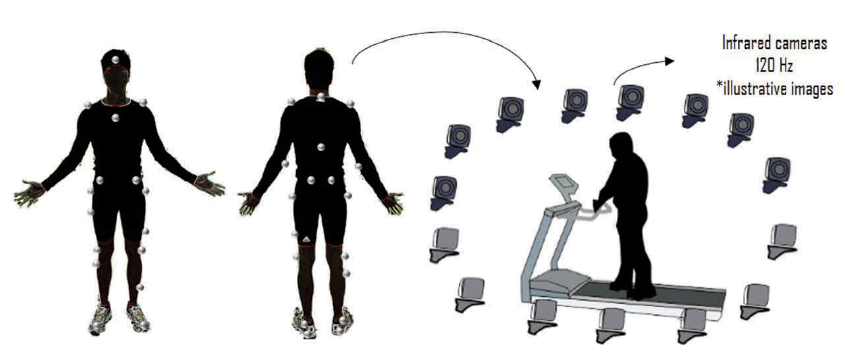 Infrared cameras
120 Hz
*illustrative images